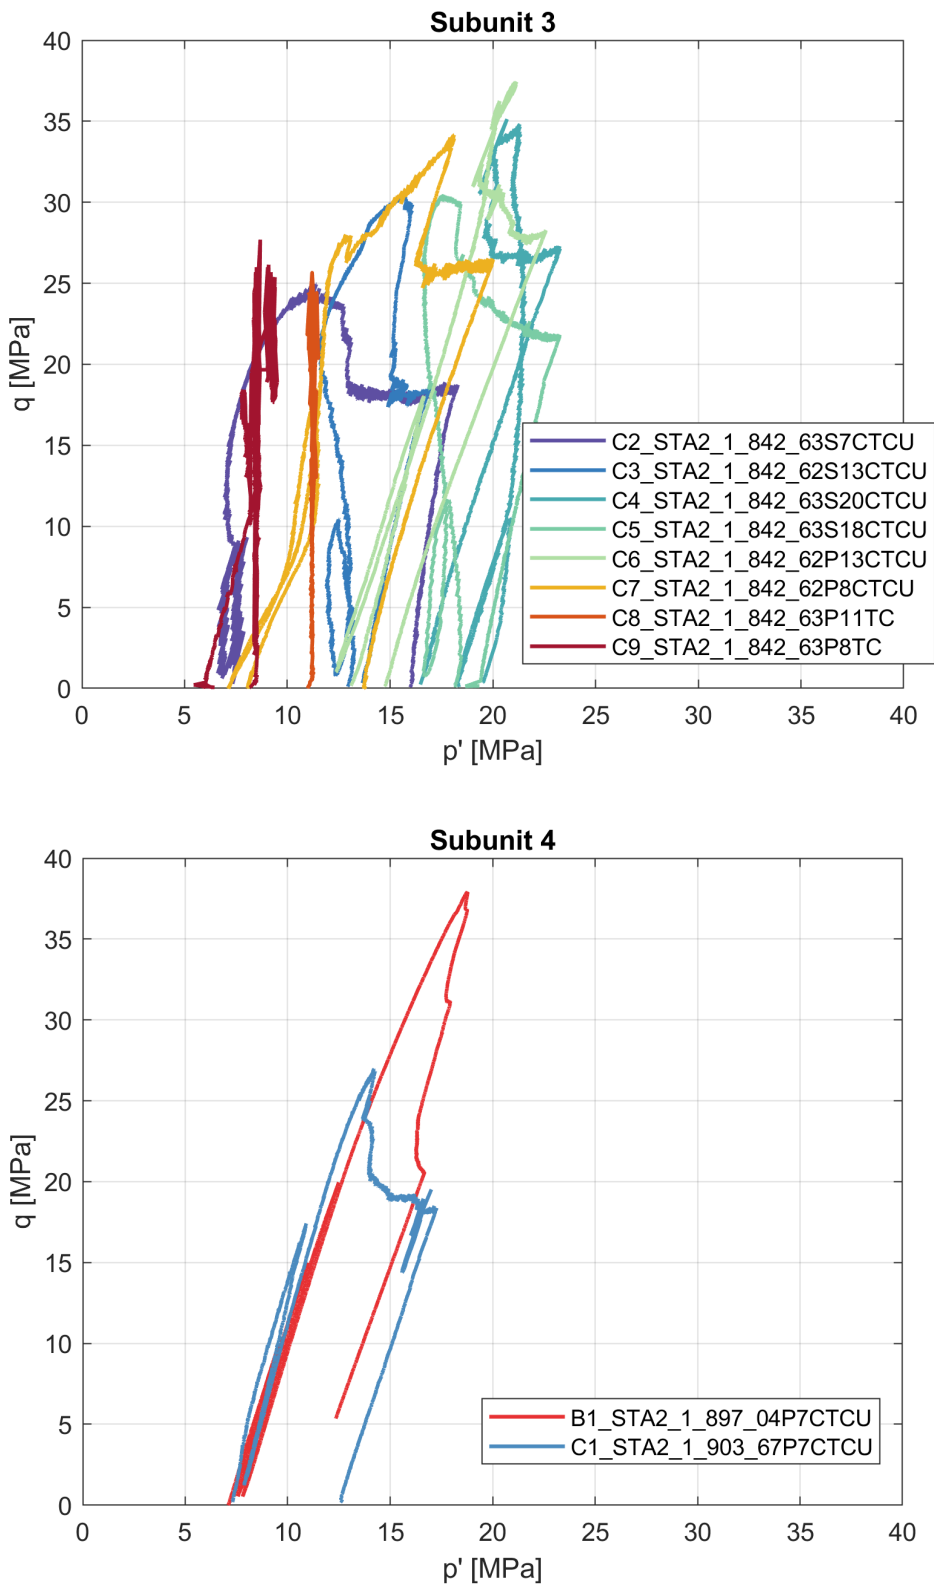 Subunit 3
40
35
30
25
20
15
10
5
0
q [MPa]
C2_STA2_1_842_63S7CTCU
C3_STA2_1_842_62S13CTCU
C4_STA2_1_842_63S20CTCU
C5_STA2_1_842_63S18CTCU
C6_STA2_1_842_62P13CTCU
C7_STA2_1_842_62P8CTCU
C8_STA2_1_842_63P11TC
C9_STA2_1_842_63P8TC
0 5 10 15 20 25 30 35 40
p' [MPa]
Subunit 4
40
35
30
25
20
15
10
5
0
q [MPa]
B1_STA2_1_897_04P7CTCU
C1_STA2_1_903_67P7CTCU
0 5 10 15 20 25 30 35 40
p' [MPa]